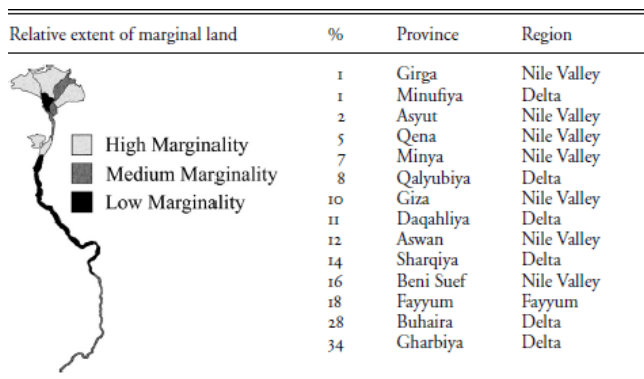 Relative extent of marginal land % Province Region
1 Girga Nile Valley
1 Minufiya Delta
2 Asyut Nile Valley
5 Qena Nile Valley
7 Minya Nile Valley
8 Qalyubiya Delta
10 Giza Nile Valley
11 Daqahliya Delta
12 Aswan Nile Valley
14 Sharqiya Delta
16 Beni Suef Nile Valley
18 Fayyum Fayyum
28 Buhaira Delta
34 Gharbiya Delta
High Marginality
Medium Marginality
Low Marginality